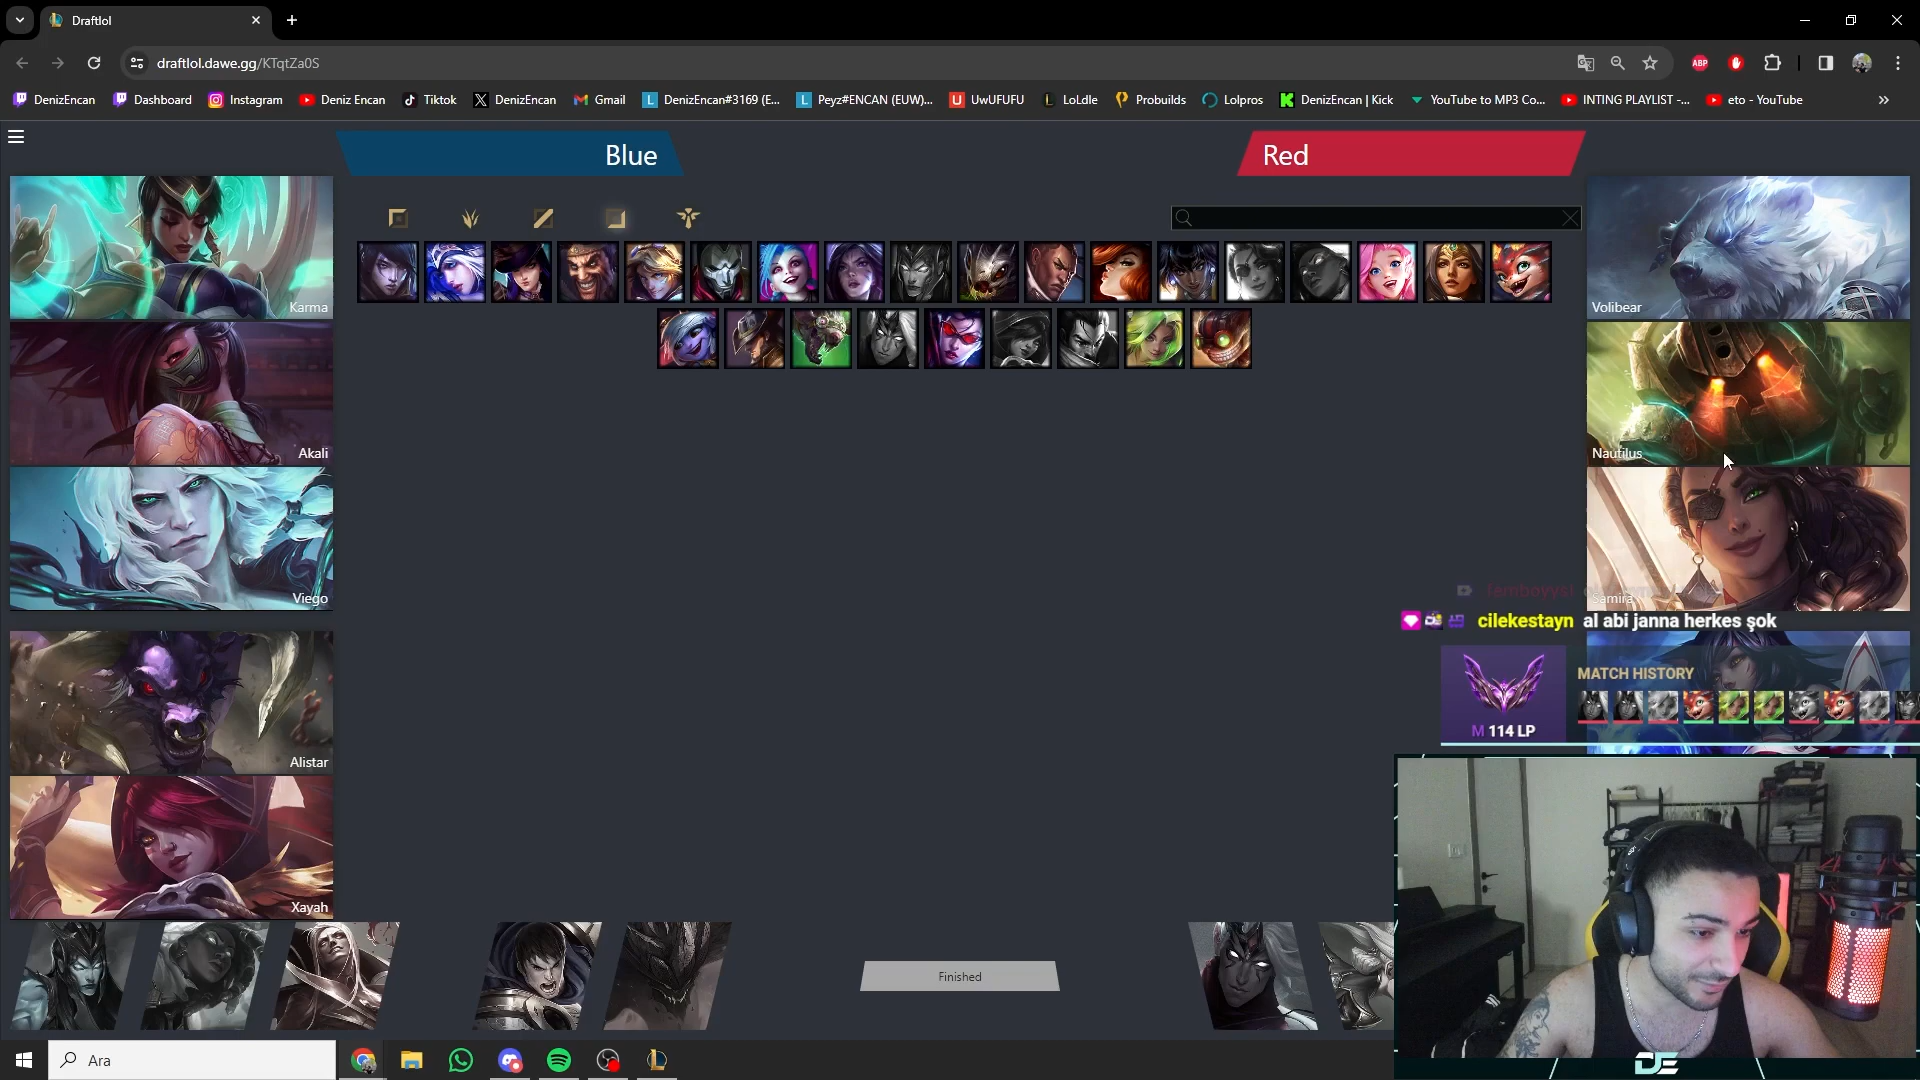 Draftlol
draftlol.dawe.gg/KTqtZa0S
DenizEncan
Dashboard
Instagram
Deniz Encan
Tiktok
DenizEncan
Gmail
DenizEncan#3169 (E...
Peyz#ENCAN (EUW)...
UwUFUFU
LoLdle
Probuilds
Lolpros
DenizEncan | Kick
YouTube to MP3 Co...
INTING PLAYLIST -...
eto - YouTube
ABP
Blue
Red
Karma
Akali
Viego
Alistar
Xayah
Volibear
Nautilus
Samira
cilekestayn al abi janna herkes şok
MATCH HISTORY
M 114 LP
Finished
Ara
DE